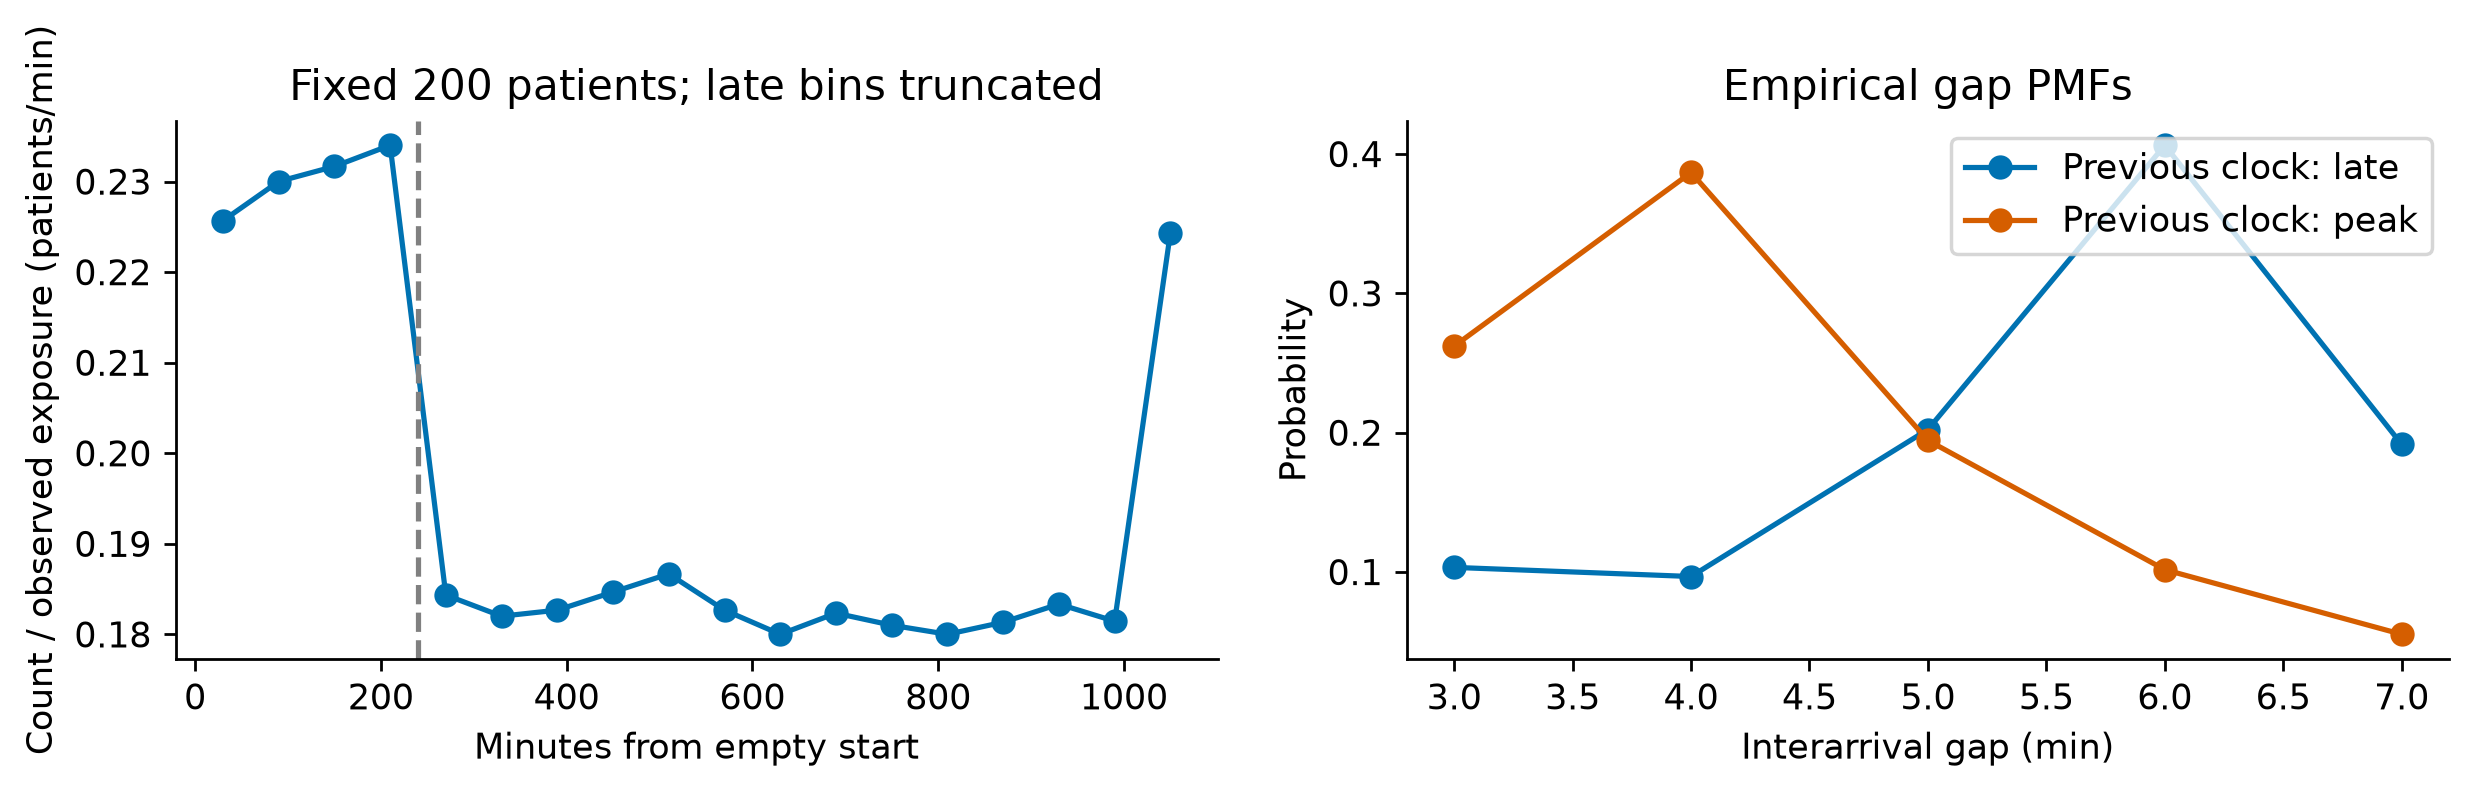 Fixed 200 patients; late bins truncated
Count / observed exposure (patients/min)
0.23
0.22
0.21
0.20
0.19
0.18
0 200 400 600 800 1000
Minutes from empty start
Empirical gap PMFs
Previous clock: late
Previous clock: peak
Probability
0.4
0.3
0.2
0.1
3.0 3.5 4.0 4.5 5.0 5.5 6.0 6.5 7.0
Interarrival gap (min)